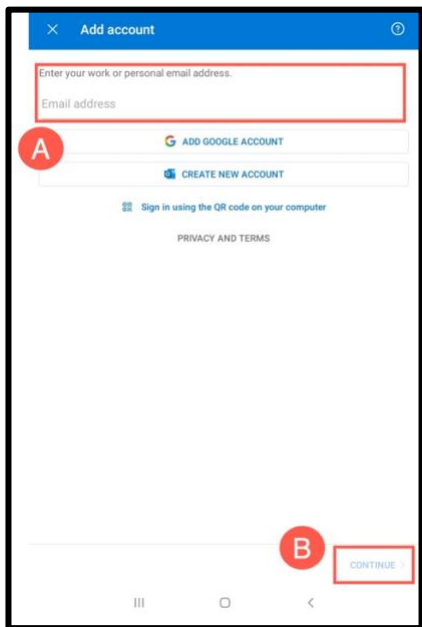 Add account
Enter your work or personal email address.
Email address
A
ADD GOOGLE ACCOUNT
CREATE NEW ACCOUNT
Sign in using the QR code on your computer
PRIVACY AND TERMS
B
CONTINUE